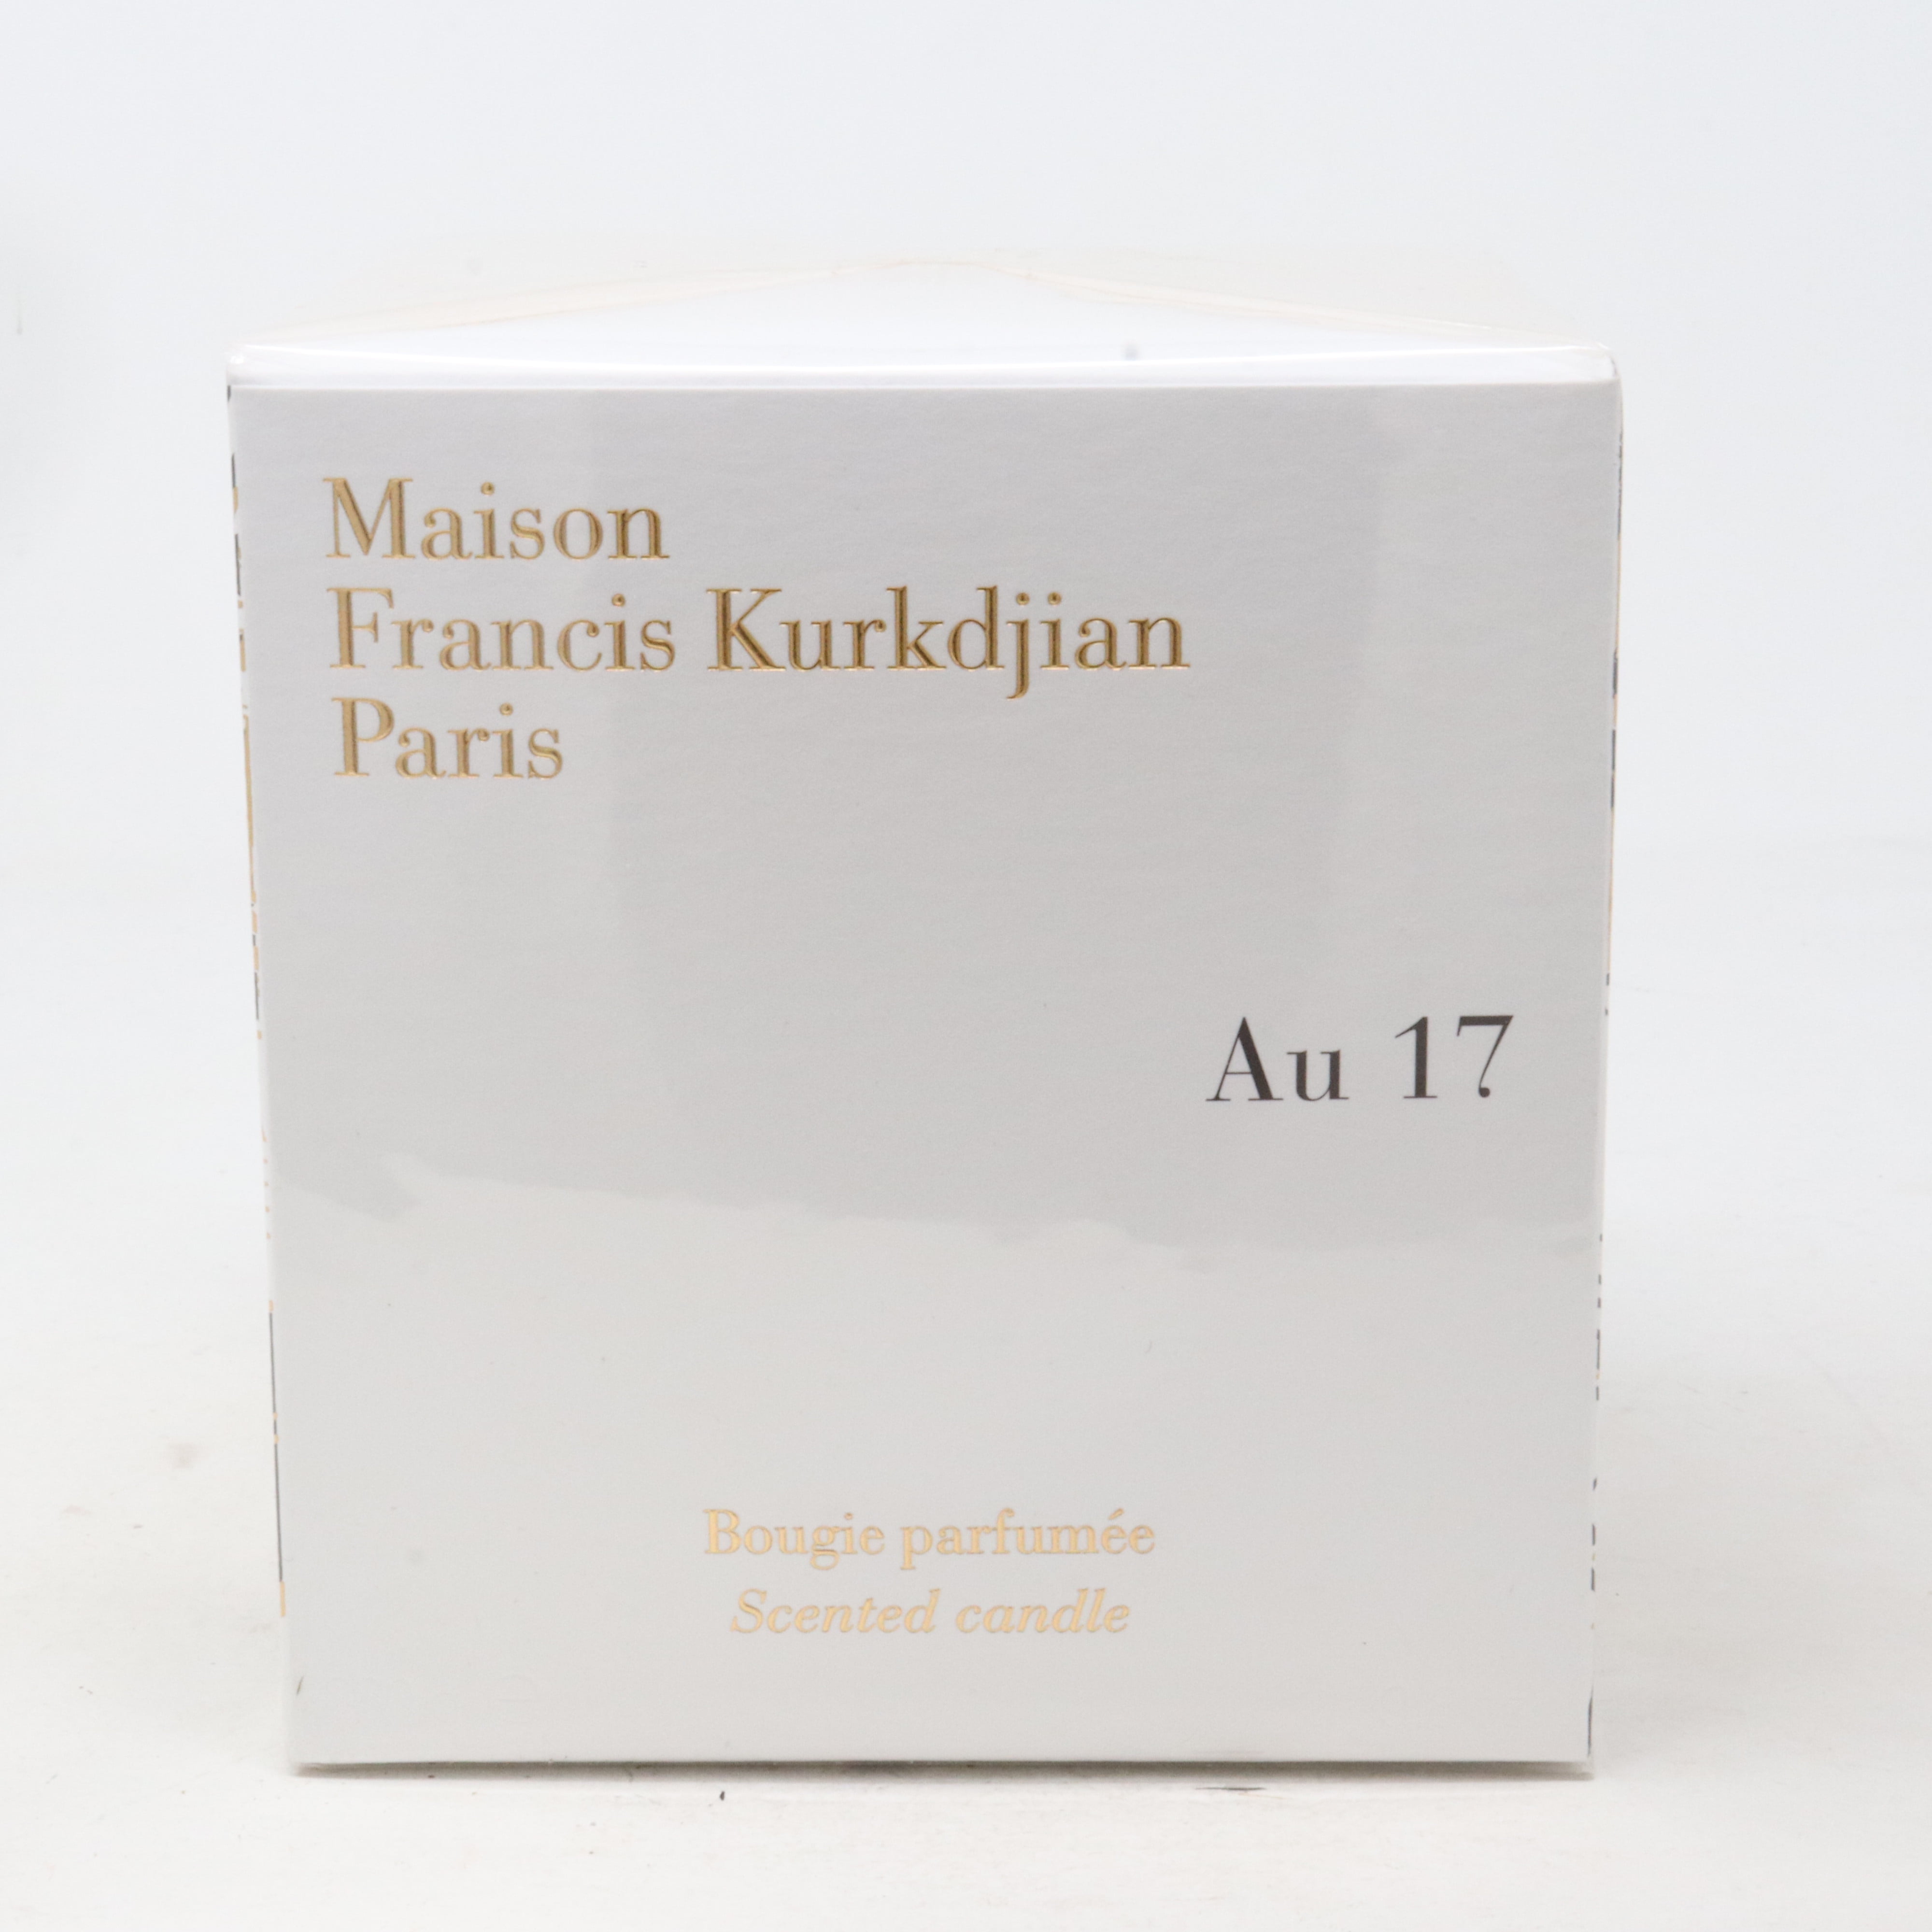 Maison
Francis Kurkdjian
Paris
Au 17
Bougie parfumée
Scented candle